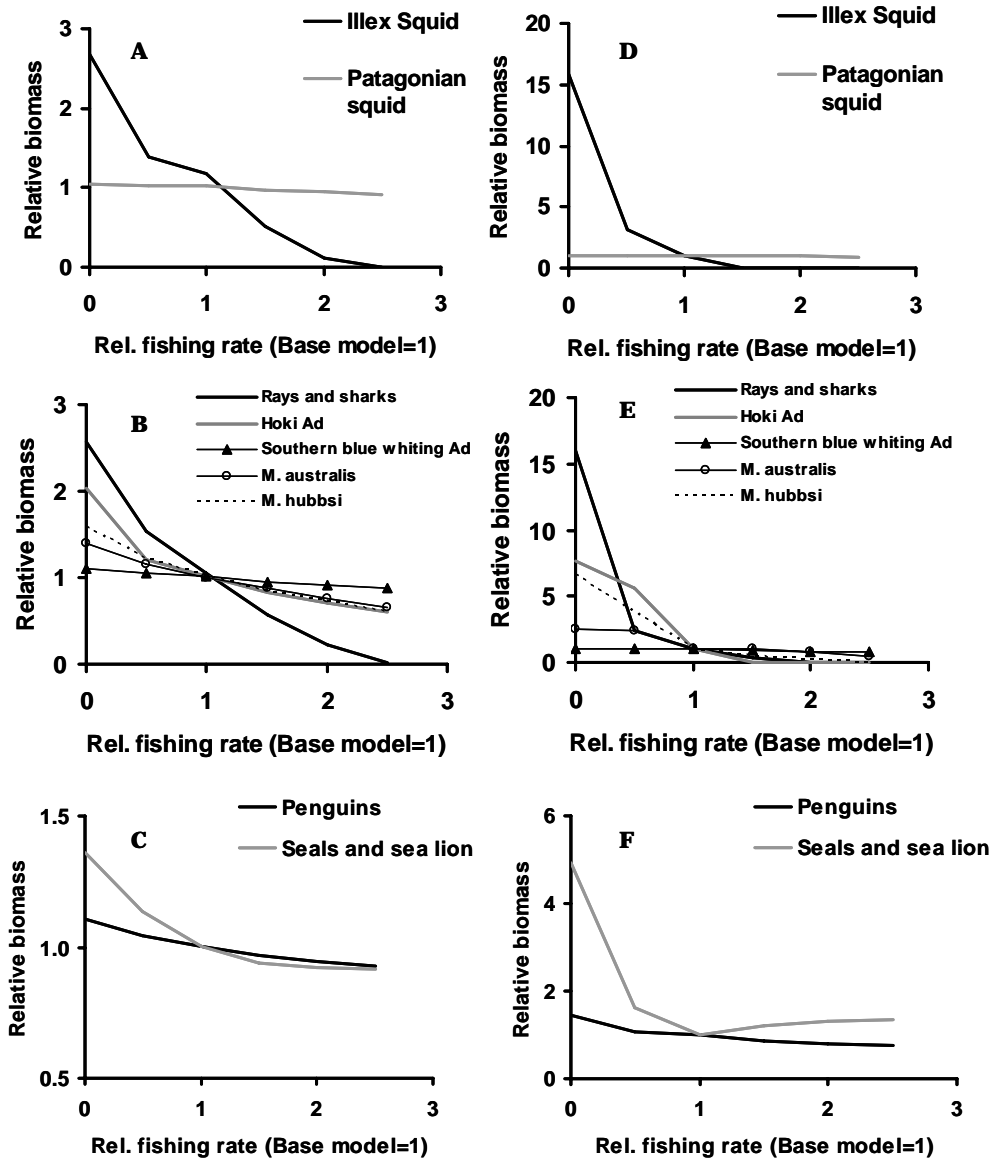 A
Illex Squid
Patagonian
squid
Relative biomass
3
2
1
0
0 1 2 3
Rel. fishing rate (Base model=1)
D
Illex Squid
Patagonian
squid
Relative biomass
20
15
10
5
0
0 1 2 3
Rel. fishing rate (Base model=1)
B
Rays and sharks
Hoki Ad
Southern blue whiting Ad
M. australis
M. hubbsi
Relative biomass
3
2
1
0
0 1 2 3
Rel. fishing rate (Base model=1)
E
Rays and sharks
Hoki Ad
Southern blue whiting Ad
M. australis
M. hubbsi
Relative biomass
20
15
10
5
0
0 1 2 3
Rel. fishing rate (Base model=1)
C
Penguins
Seals and sea lion
Relative biomass
1.5
1.0
0.5
0 1 2 3
Rel. fishing rate (Base model=1)
F
Penguins
Seals and sea lion
Relative biomass
6
4
2
0
0 1 2 3
Rel. fishing rate (Base model=1)